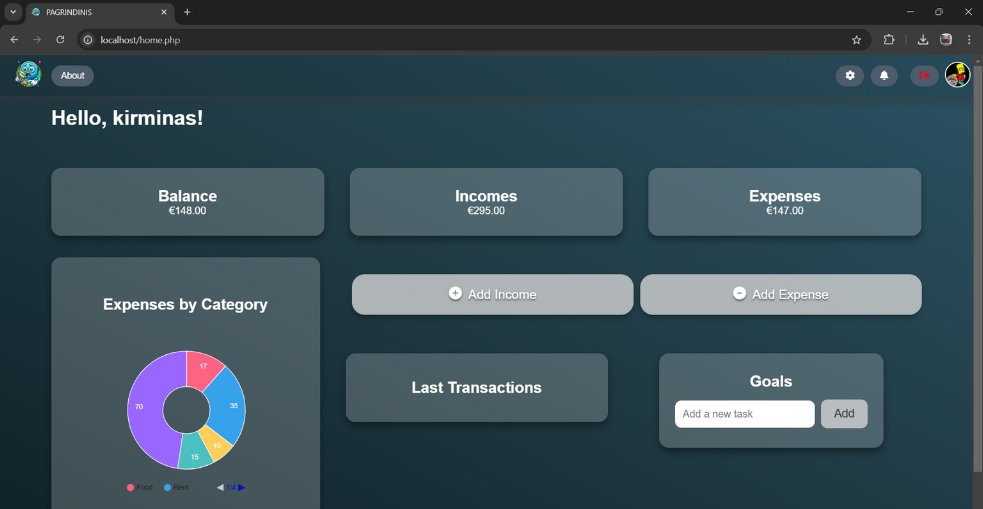 PAGRINDINIS
localhost/home.php
About
Hello, kirminas!
Balance
€148.00
Incomes
€295.00
Expenses
€147.00
Expenses by Category
17
35
10
15
70
Food
Rent
1/4
Add Income
Add Expense
Last Transactions
Goals
Add a new task
Add